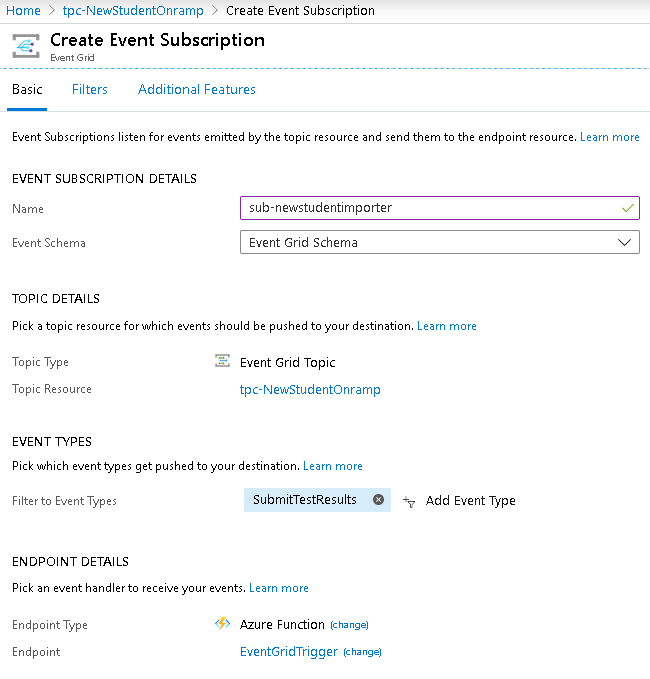 Home > tpc-NewStudentOnramp > Create Event Subscription
Create Event Subscription
Event Grid
Basic Filters Additional Features
Event Subscriptions listen for events emitted by the topic resource and send them to the endpoint resource. Learn more
EVENT SUBSCRIPTION DETAILS
Name sub-newstudentimporter
Event Schema Event Grid Schema
TOPIC DETAILS
Pick a topic resource for which events should be pushed to your destination. Learn more
Topic Type Event Grid Topic
Topic Resource tpc-NewStudentOnramp
EVENT TYPES
Pick which event types get pushed to your destination. Learn more
Filter to Event Types SubmitTestResults Add Event Type
ENDPOINT DETAILS
Pick an event handler to receive your events. Learn more
Endpoint Type Azure Function (change)
Endpoint EventGridTrigger (change)